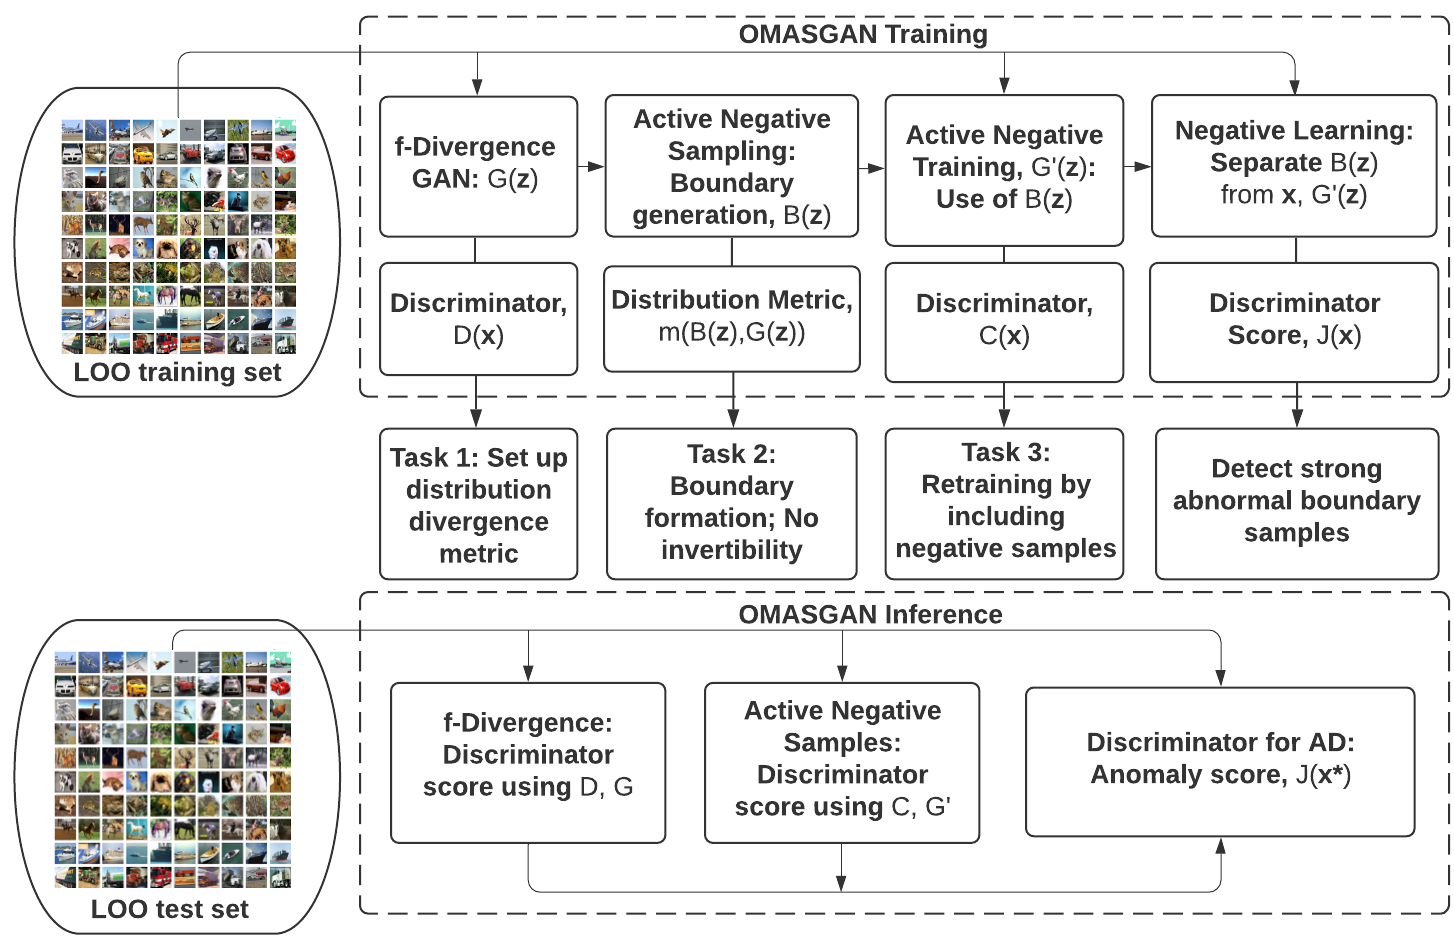 OMASGAN Training
f-Divergence
GAN: G(z)
Active Negative
Sampling:
Boundary
generation, B(z)
Active Negative
Training, G'(z):
Use of B(z)
Negative Learning:
Separate B(z)
from x, G'(z)
Discriminator,
D(x)
Distribution Metric,
m(B(z),G(z))
Discriminator,
C(x)
Discriminator
Score, J(x)
LOO training set
Task 1: Set up
distribution
divergence
metric
Task 2:
Boundary
formation; No
invertibility
Task 3:
Retraining by
including
negative samples
Detect strong
abnormal boundary
samples
OMASGAN Inference
f-Divergence:
Discriminator
score using D, G
Active Negative
Samples:
Discriminator
score using C, G'
Discriminator for AD:
Anomaly score, J(x*)
LOO test set